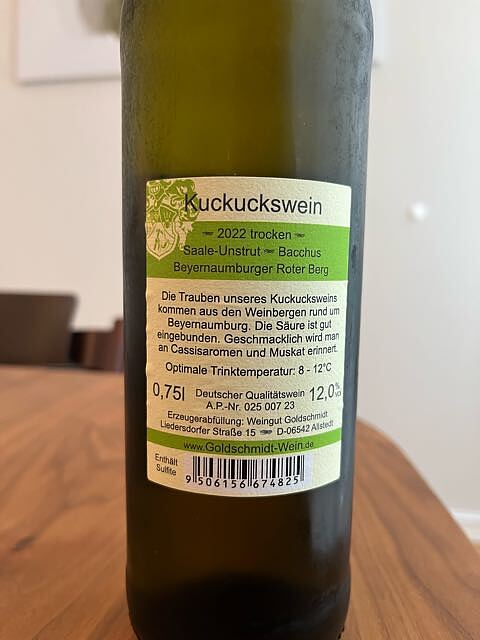 Kuckuckswein
2022 trocken
Saale-Unstrut Bacchus
Beyernaumburger Roter Berg
Die Trauben unseres Kuckucksweins
kommen aus den Weinbergen rund um
Beyernaumburg. Die Säure ist gut
eingebunden. Geschmacklich wird man
an Cassisaromen und Muskat erinnert.
Optimale Trinktemperatur: 8 - 12°C
0,75l Deutscher Qualitätswein 12,0 % vol
A.P.-Nr. 025 007 23
Erzeugerabfüllung: Weingut Goldschmidt
Liedersdorfer Straße 15 D-06542 Allstedt
www.Goldschmidt-Wein.de
Enthält
Sulfite
9 506156 674825